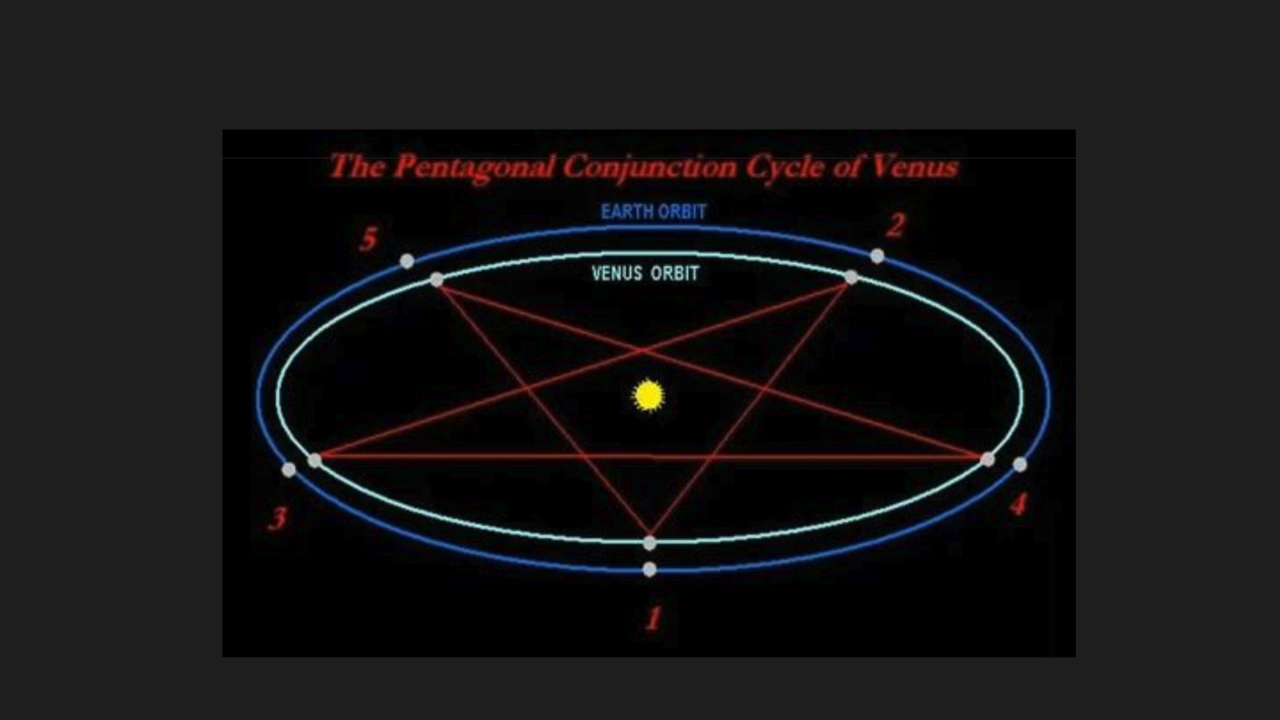 The Pentagonal Conjunction Cycle of Venus
EARTH ORBIT
5
2
VENUS ORBIT
3
4
1